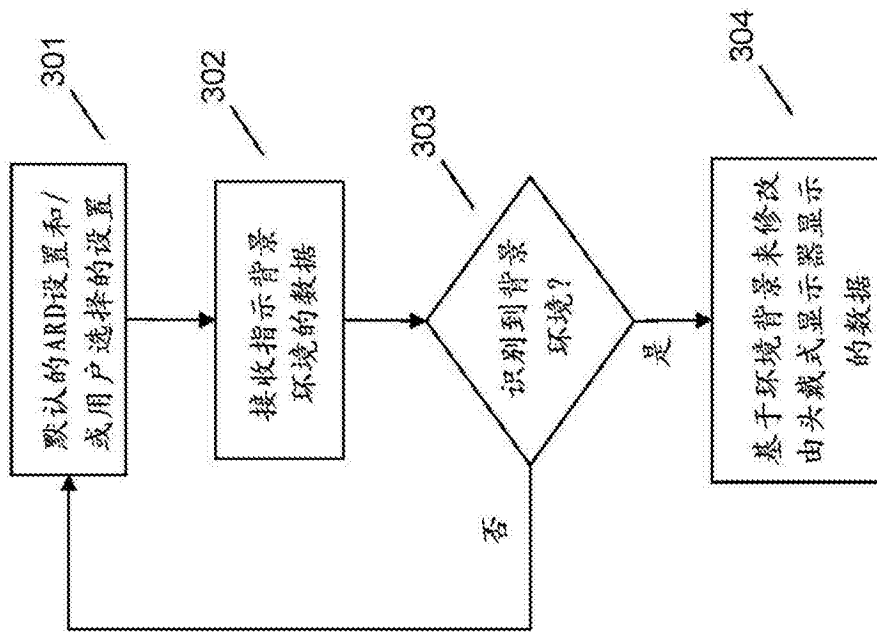 301
默认的ARD设置和/
或用户选择的设置
302
接收指示背景
环境的数据
303
识别到背景
环境?
否
是
304
基于环境背景来修改
由头戴式显示器显示
的数据